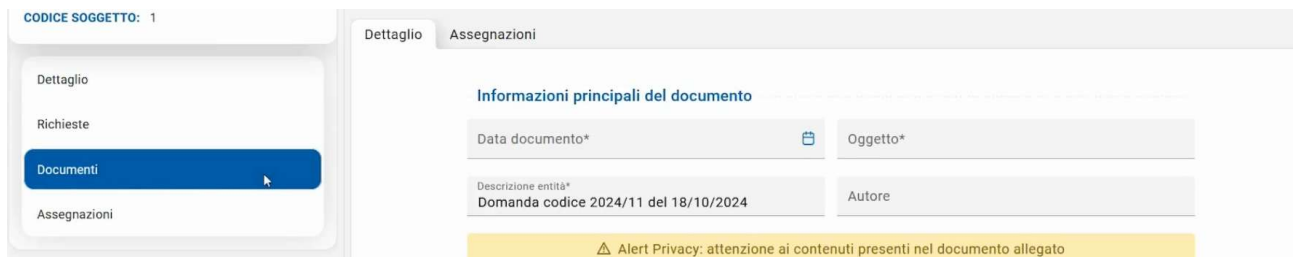 CODICE SOGGETTO: 1
Dettaglio
Richieste
Documenti
Assegnazioni
Dettaglio Assegnazioni
Informazioni principali del documento
Data documento* Oggetto*
Descrizione entità*
Domanda codice 2024/11 del 18/10/2024 Autore
Alert Privacy: attenzione ai contenuti presenti nel documento allegato